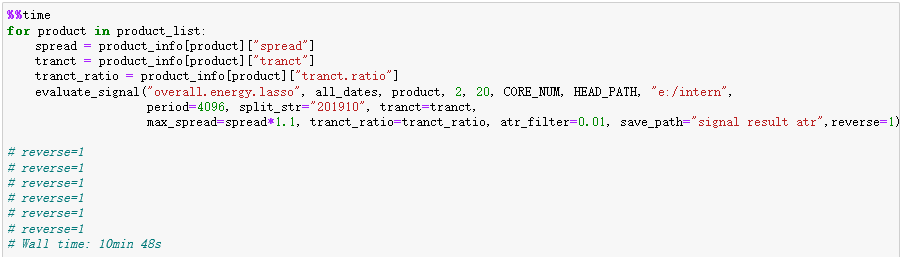 %%time
for product in product_list:
    spread = product_info[product]["spread"]
    tranct = product_info[product]["tranct"]
    tranct_ratio = product_info[product]["tranct.ratio"]
    evaluate_signal("overall.energy.lasso", all_dates, product, 2, 20, CORE_NUM, HEAD_PATH, "e:/intern",
                    period=4096, split_str="201910", tranct=tranct,
                    max_spread=spread*1.1, tranct_ratio=tranct_ratio, atr_filter=0.01, save_path="signal result atr",reverse=1)
# reverse=1
# reverse=1
# reverse=1
# reverse=1
# reverse=1
# reverse=1
# Wall time: 10min 48s